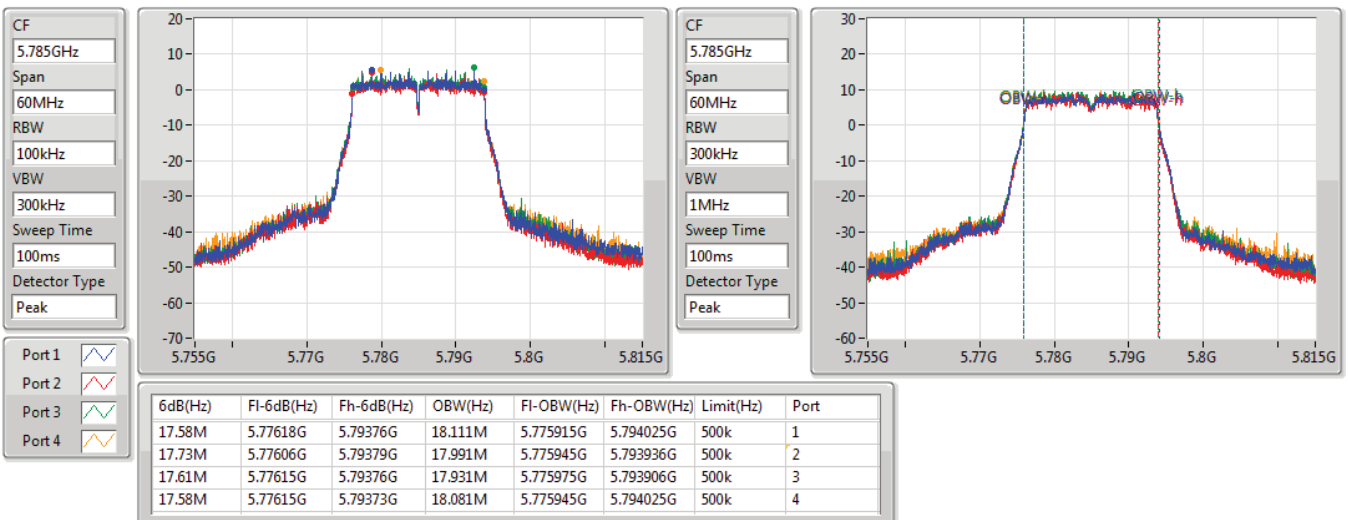 CF
5.785GHz
Span
60MHz
RBW
100kHz
VBW
300kHz
Sweep Time
100ms
Detector Type
Peak
Port 1
Port 2
Port 3
Port 4
20
10
0
-10
-20
-30
-40
-50
-60
-70
5.755G 5.77G 5.78G 5.79G 5.8G 5.815G
CF
5.785GHz
Span
60MHz
RBW
300kHz
VBW
1MHz
Sweep Time
100ms
Detector Type
Peak
30
20
10
0
-10
-20
-30
-40
-50
-60
OBW-h
5.755G 5.77G 5.78G 5.79G 5.8G 5.815G
6dB(Hz) Fl-6dB(Hz) Fh-6dB(Hz) OBW(Hz) Fl-OBW(Hz) Fh-OBW(Hz) Limit(Hz) Port
17.58M 5.77618G 5.79376G 18.111M 5.775915G 5.794025G 500k 1
17.73M 5.77606G 5.79379G 17.991M 5.775945G 5.793936G 500k 2
17.61M 5.77615G 5.79376G 17.931M 5.775975G 5.793906G 500k 3
17.58M 5.77615G 5.79373G 18.081M 5.775945G 5.794025G 500k 4